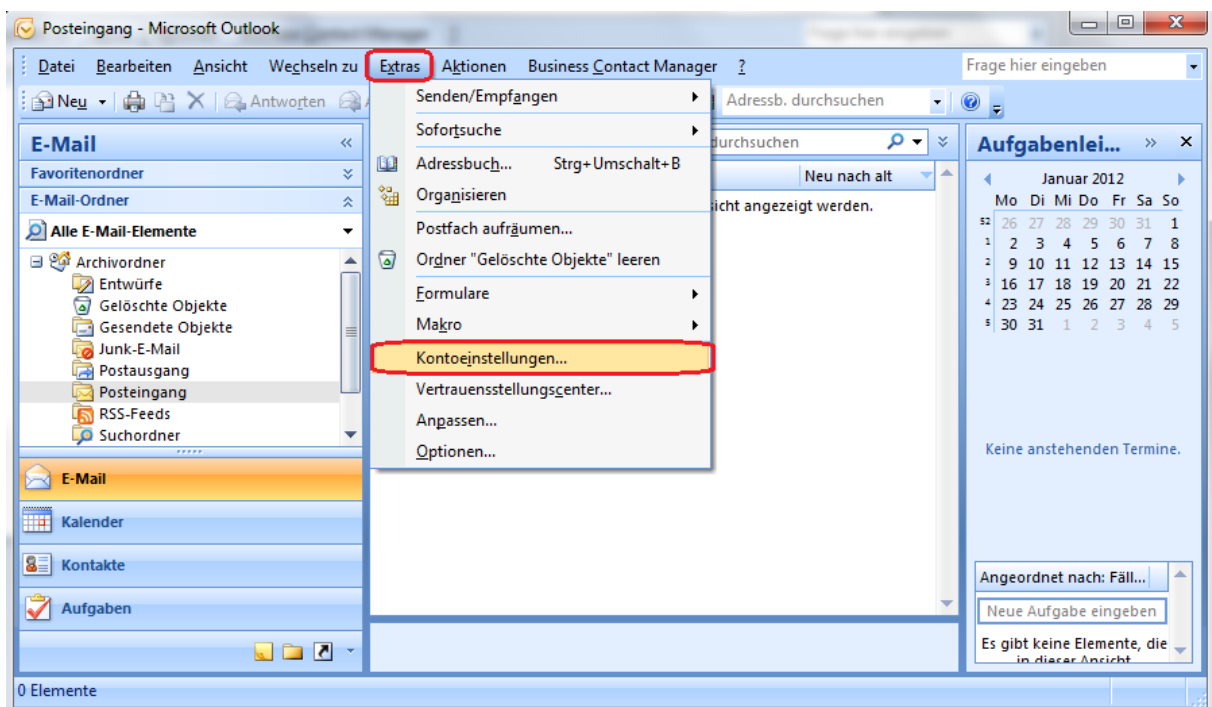 Posteingang - Microsoft Outlook
Datei Bearbeiten Ansicht Wechseln zu Extras Aktionen Business Contact Manager ?
Frage hier eingeben
Neu Antworten
Adressb. durchsuchen
E-Mail
Favoritenordner
E-Mail-Ordner
Alle E-Mail-Elemente
Archivordner
Entwürfe
Gelöschte Objekte
Gesendete Objekte
Junk-E-Mail
Postausgang
Posteingang
RSS-Feeds
Suchordner
E-Mail
Kalender
Kontakte
Aufgaben
Senden/Empfangen
Sofortsuche
Adressbuch... Strg+Umschalt+B
Organisieren
Postfach aufräumen...
Ordner "Gelöschte Objekte" leeren
Formulare
Makro
Kontoeinstellungen...
Vertrauensstellungscenter...
Anpassen...
Optionen...
durchsuchen
Neu nach alt
sicht angezeigt werden.
Aufgabenlei...
Januar 2012
Mo Di Mi Do Fr Sa So
52 26 27 28 29 30 31 1
1 2 3 4 5 6 7 8
2 9 10 11 12 13 14 15
3 16 17 18 19 20 21 22
4 23 24 25 26 27 28 29
5 30 31 1 2 3 4 5
Keine anstehenden Termine.
Angeordnet nach: Fäll...
Neue Aufgabe eingeben
Es gibt keine Elemente, die
in dieser Ansicht
0 Elemente